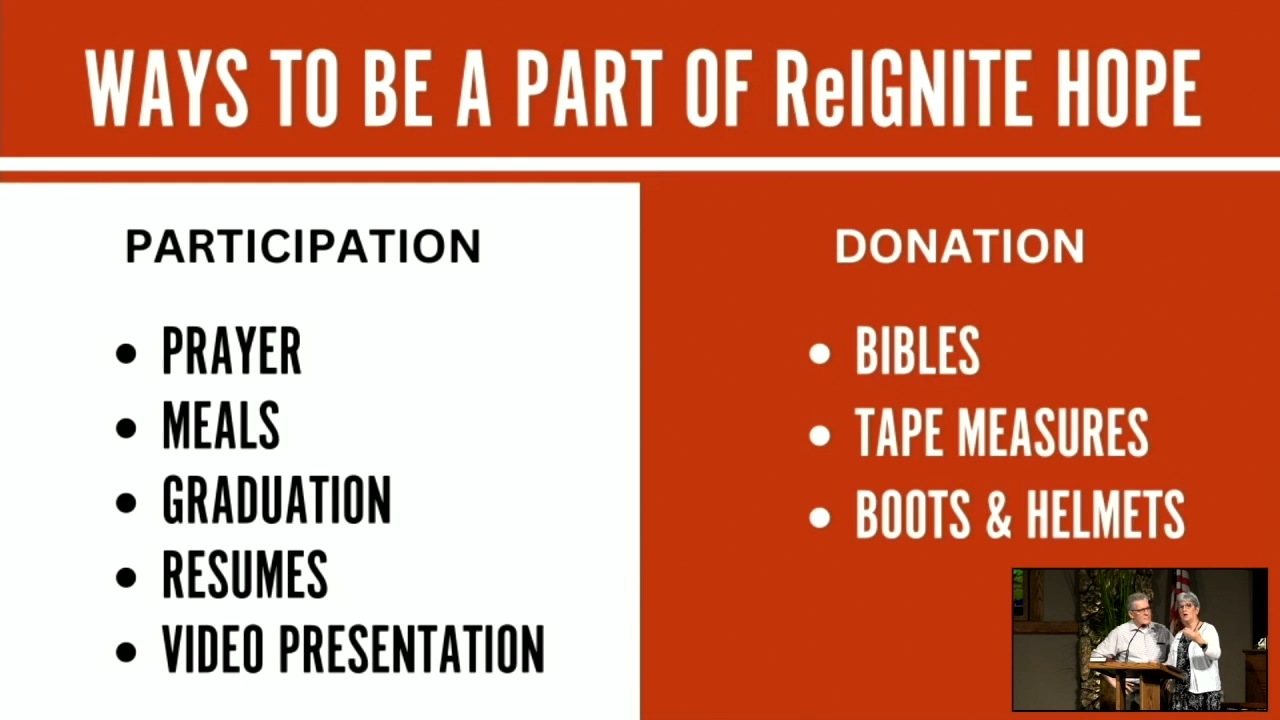 WAYS TO BE A PART OF ReIGNITE HOPE
PARTICIPATION
• PRAYER
• MEALS
• GRADUATION
• RESUMES
• VIDEO PRESENTATION
DONATION
• BIBLES
• TAPE MEASURES
• BOOTS & HELMETS